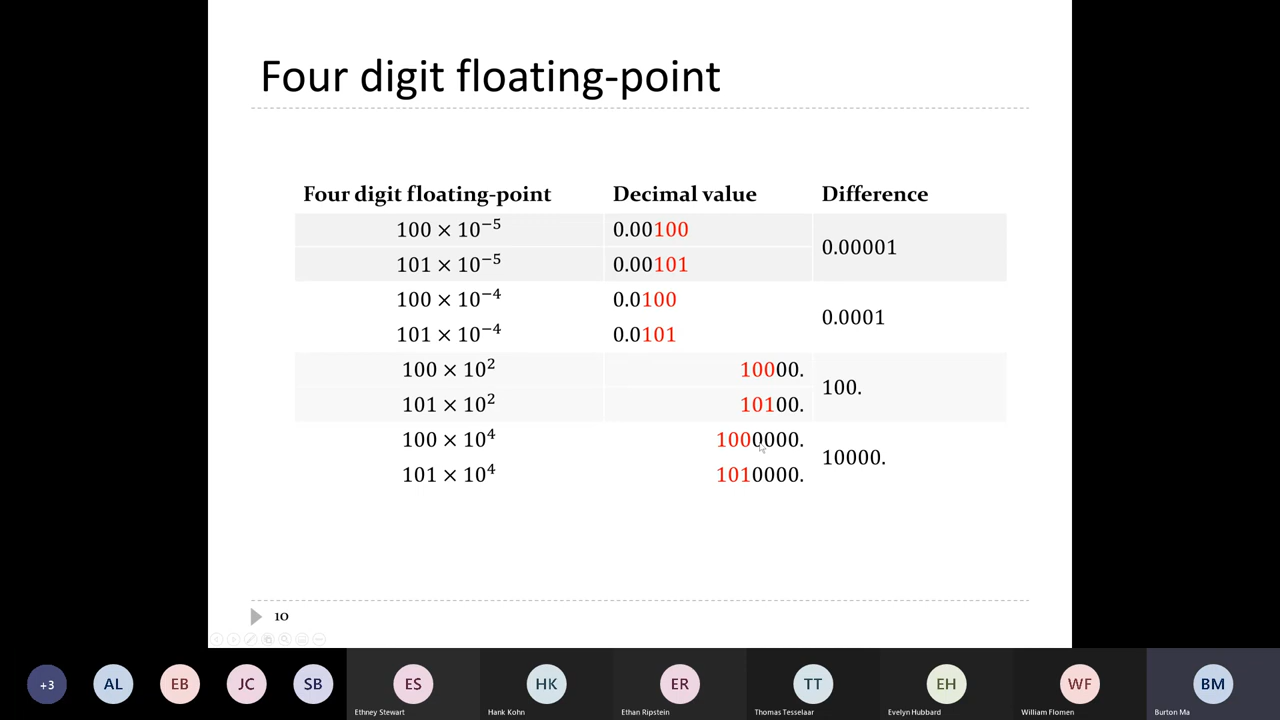 Four digit floating-point
Four digit floating-point Decimal value Difference
100 × 10⁻⁵ 0.00100
0.00001
101 × 10⁻⁵ 0.00101
100 × 10⁻⁴ 0.0100
0.0001
101 × 10⁻⁴ 0.0101
100 × 10² 10000.
100.
101 × 10² 10100.
100 × 10⁴ 1000000.
10000.
101 × 10⁴ 1010000.
10
+3 AL EB JC SB ES HK ER TT EH WF BM
Ethney Stewart Hank Kohn Ethan Ripstein Thomas Tesselaar Evelyn Hubbard William Flomen Burton Ma